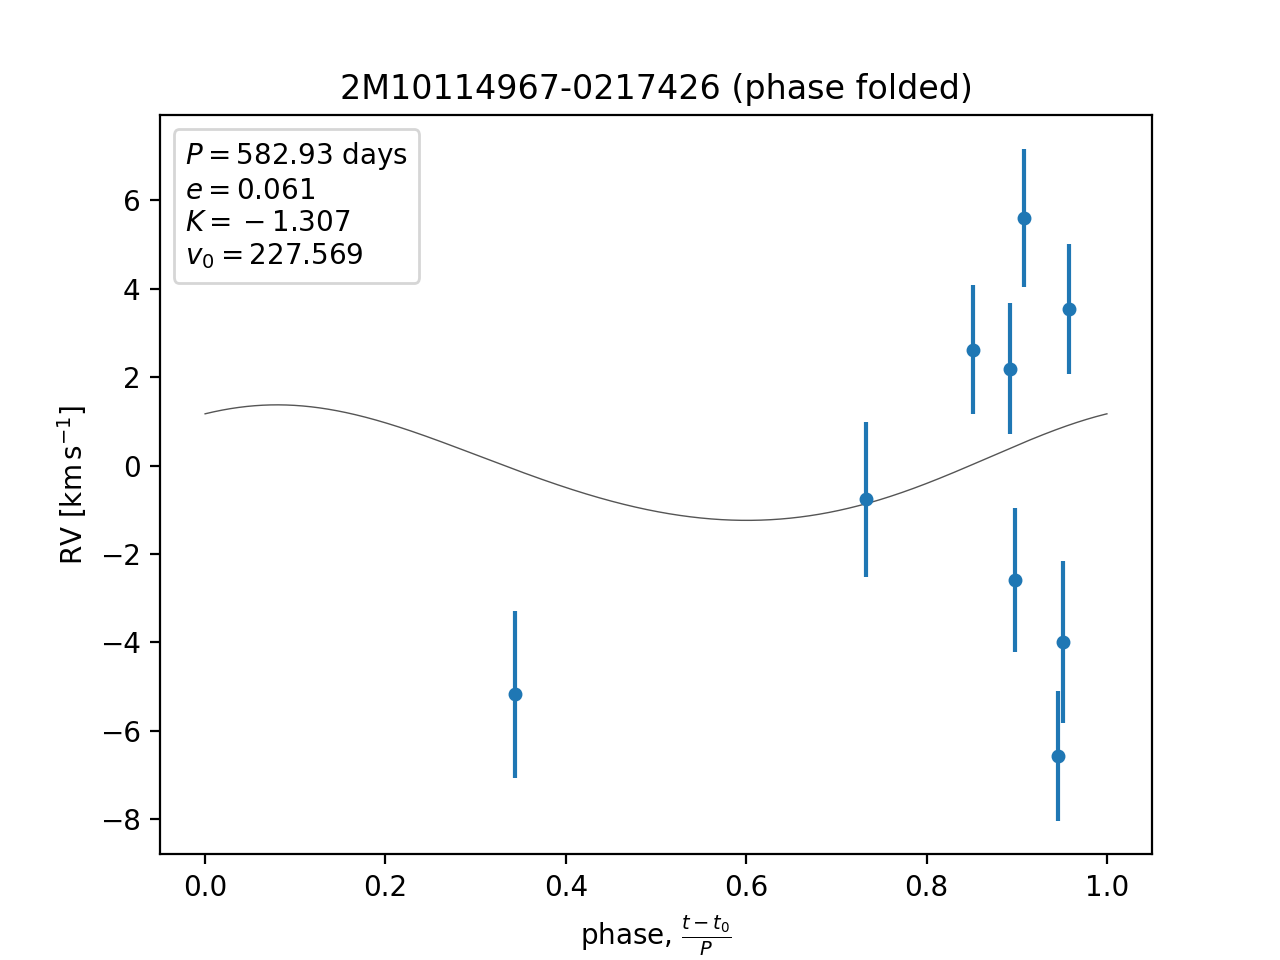 2M10114967-0217426 (phase folded)
P = 582.93 days
e = 0.061
K = −1.307
v₀ = 227.569
6
4
2
0
−2
−4
−6
−8
RV [km s⁻¹]
0.0 0.2 0.4 0.6 0.8 1.0
phase, (t − t₀)/P